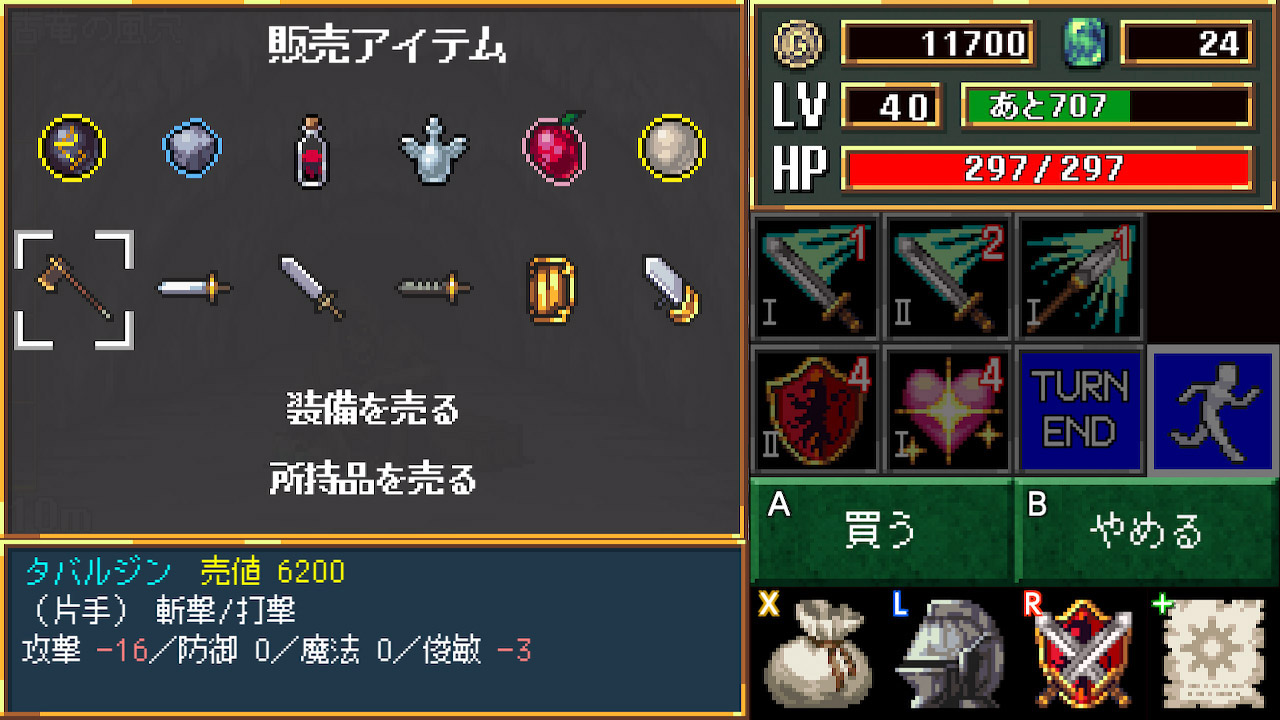 販売アイテム
装備を売る
所持品を売る
タバルジン 売値 6200
(片手) 斬撃/打撃
攻撃 -16/防御 0/魔法 0/俊敏 -3
G 11700 24
LV 40 あと707
HP 297/297
1 I
2 II
1 I
4 II
4 I
TURN END
A 買う
B やめる
X
L
R
+